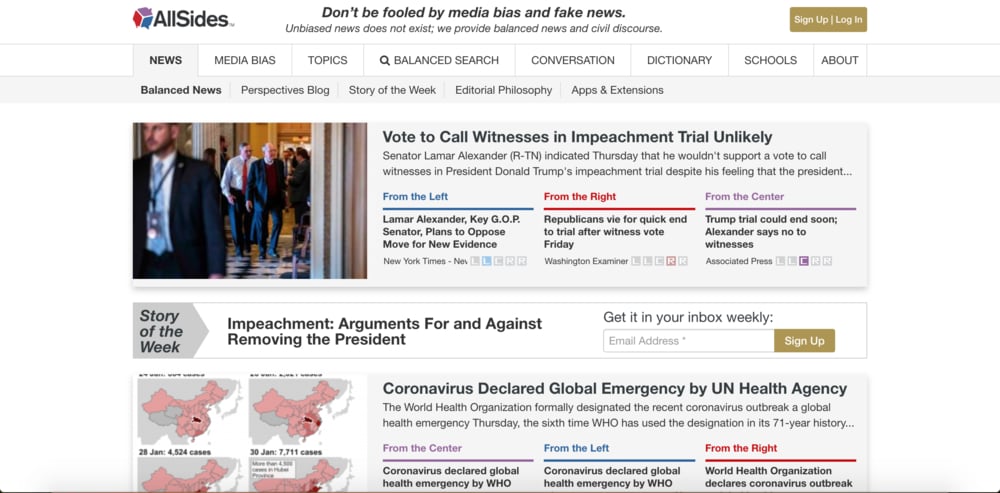 AllSides
Don't be fooled by media bias and fake news.
Unbiased news does not exist; we provide balanced news and civil discourse.
Sign Up | Log In
NEWS
MEDIA BIAS
TOPICS
BALANCED SEARCH
CONVERSATION
DICTIONARY
SCHOOLS
ABOUT
Balanced News
Perspectives Blog
Story of the Week
Editorial Philosophy
Apps & Extensions
Vote to Call Witnesses in Impeachment Trial Unlikely
Senator Lamar Alexander (R-TN) indicated Thursday that he wouldn't support a vote to call
witnesses in President Donald Trump's impeachment trial despite his feeling that the president...
From the Left
Lamar Alexander, Key G.O.P.
Senator, Plans to Oppose
Move for New Evidence
New York Times - Nev
L L C R R
From the Right
Republicans vie for quick end
to trial after witness vote
Friday
Washington Examiner
L L C R R
From the Center
Trump trial could end soon;
Alexander says no to
witnesses
Associated Press
L L C R R
Story
of the
Week
Impeachment: Arguments For and Against
Removing the President
Get it in your inbox weekly:
Email Address *
Sign Up
28 Jan: 4,524 cases
30 Jan: 7,711 cases
More than 4,500
cases in Hubei
Province
Coronavirus Declared Global Emergency by UN Health Agency
The World Health Organization formally designated the recent coronavirus outbreak a global
health emergency Thursday, the sixth time WHO has used the designation in its 71-year history...
From the Center
Coronavirus declared global
health emergency by WHO
From the Left
Coronavirus declared global
health emergency by WHO
From the Right
World Health Organization
declares coronavirus outbreak